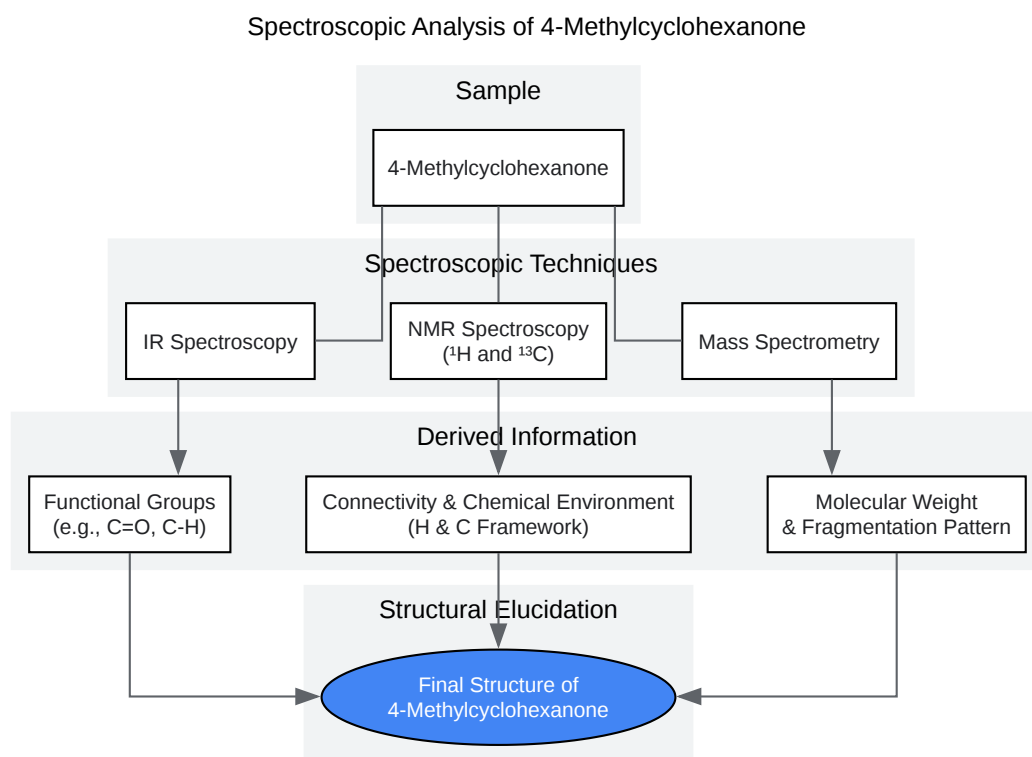 Spectroscopic Analysis of 4-Methylcyclohexanone
Sample
4-Methylcyclohexanone
Spectroscopic Techniques
IR Spectroscopy
NMR Spectroscopy
(¹H and ¹³C)
Mass Spectrometry
Derived Information
Functional Groups
(e.g., C=O, C-H)
Connectivity & Chemical Environment
(H & C Framework)
Molecular Weight
& Fragmentation Pattern
Structural Elucidation
Final Structure of
4-Methylcyclohexanone